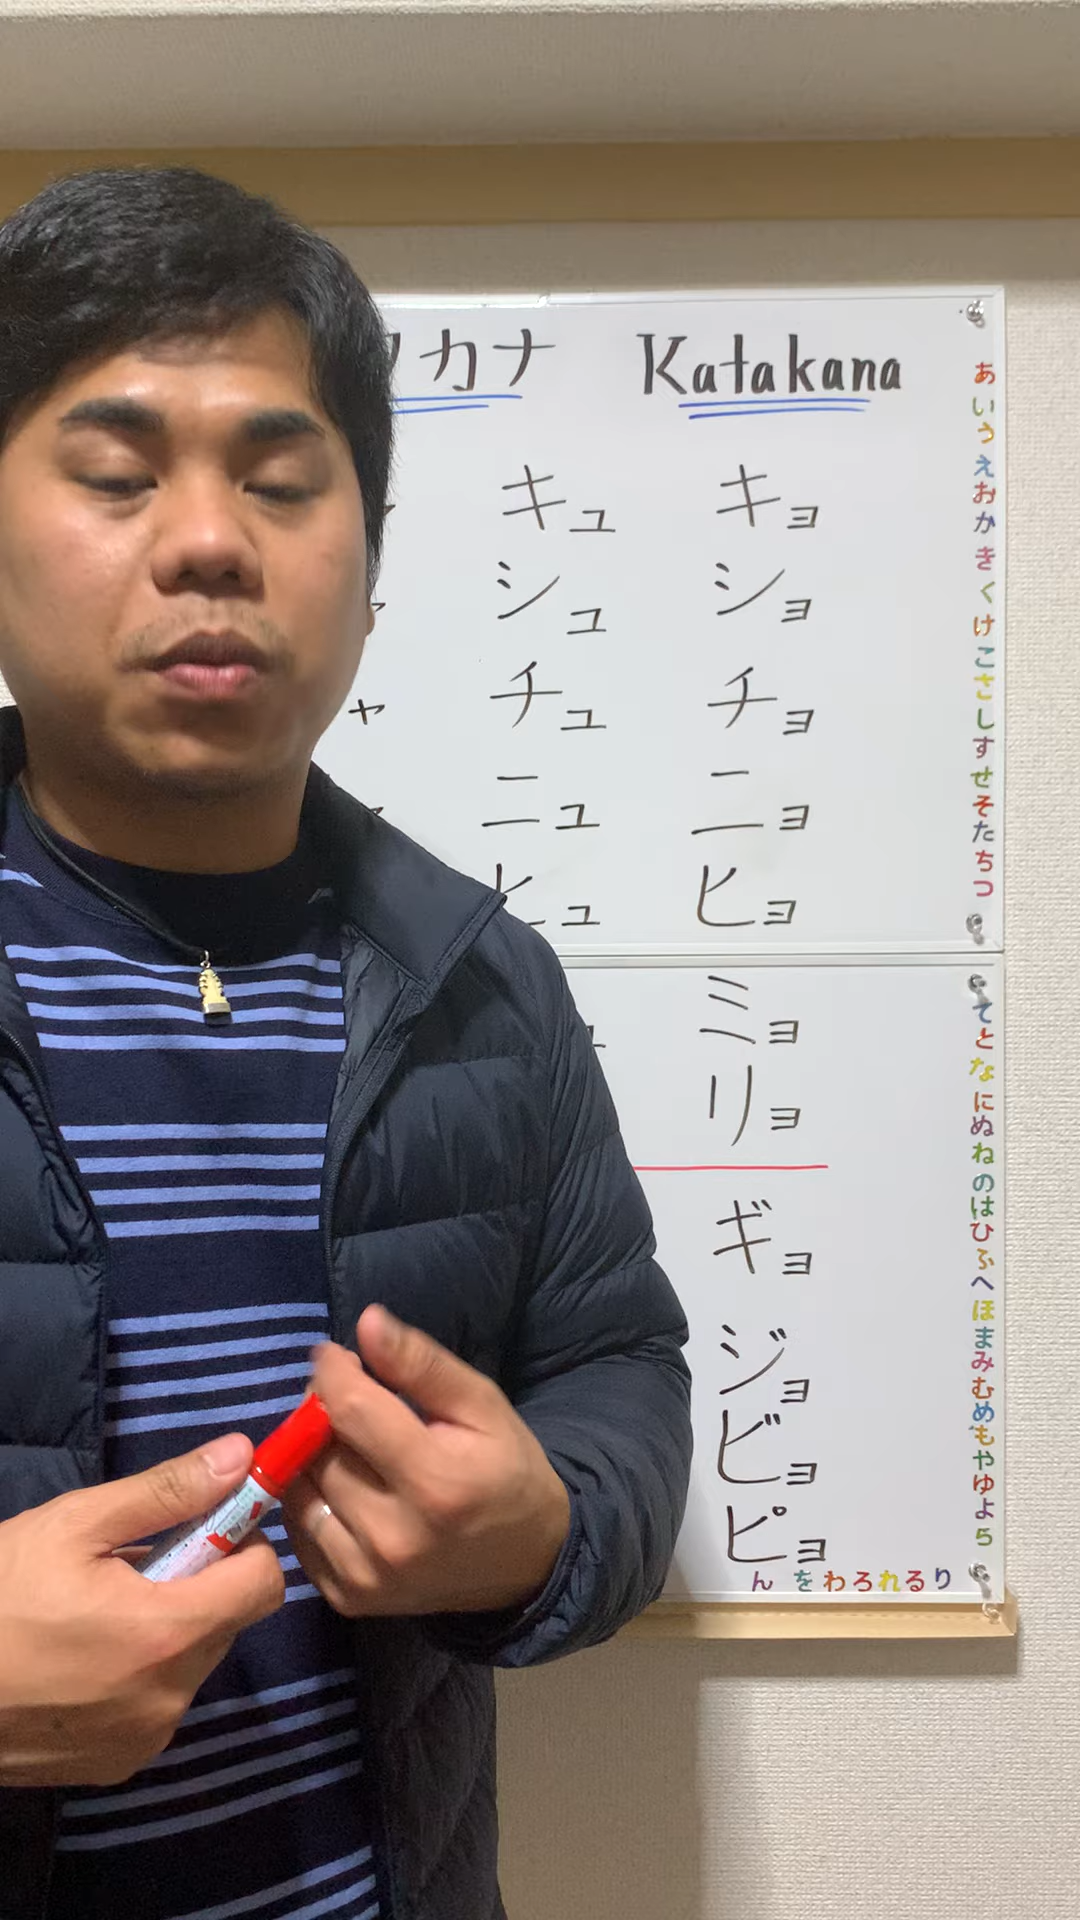 カナ Katakana
キュ キョ
シュ ショ
ャ チュ チョ
ニュ ニョ
ヒュ ヒョ
ミョ
リョ
ギョ
ジョ
ビョ
ピョ
あいうえおかきくけこさしすせそたちつ
てとなにぬねのはひふへほまみむめもやゆよら
ん をわろれるり